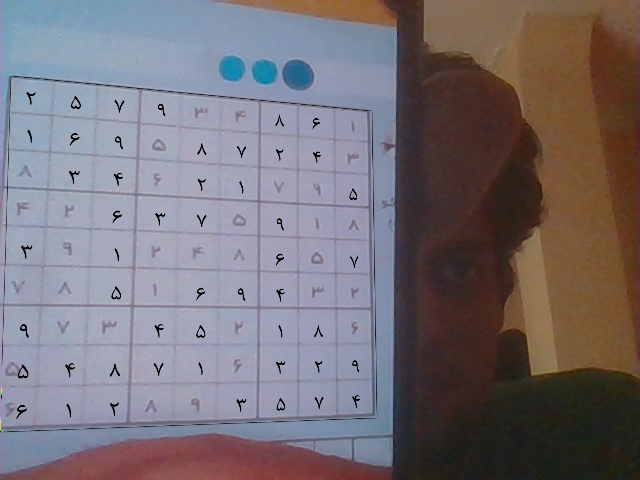 ۲ ۵ ۷ ۹ ۳ ۴ ۸ ۶ ۱
۱ ۶ ۹ ۵ ۸ ۷ ۲ ۴ ۳
۸ ۳ ۴ ۶ ۲ ۱ ۷ ۹ ۵
۴ ۲ ۶ ۳ ۷ ۵ ۹ ۱ ۸
۳ ۹ ۱ ۲ ۴ ۸ ۶ ۵ ۷
۷ ۸ ۵ ۱ ۶ ۹ ۴ ۳ ۲
۹ ۷ ۳ ۴ ۵ ۲ ۱ ۸ ۶
۵ ۴ ۸ ۷ ۱ ۶ ۳ ۲ ۹
۶ ۱ ۲ ۸ ۹ ۳ ۵ ۷ ۴